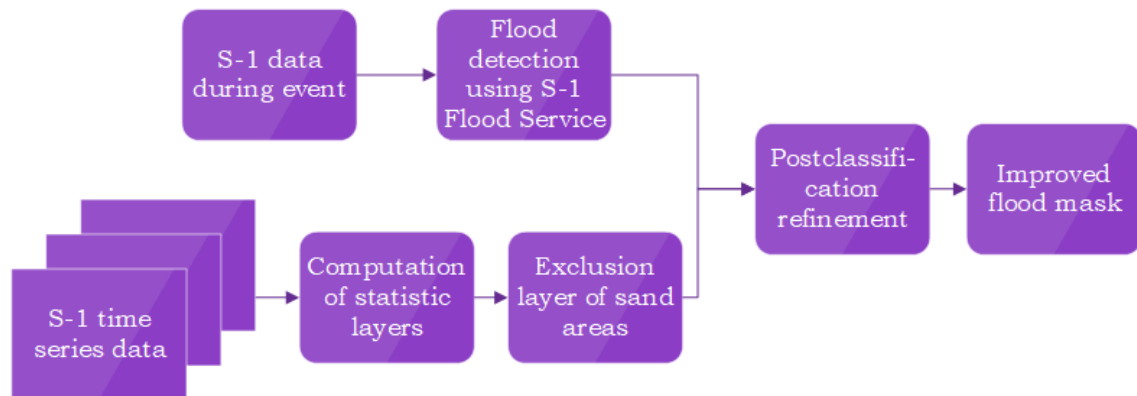 S-1 data
during event
Flood
detection
using S-1
Flood Service
Postclassifi-
cation
refinement
Improved
flood mask
S-1 time
series data
Computation
of statistic
layers
Exclusion
layer of sand
areas